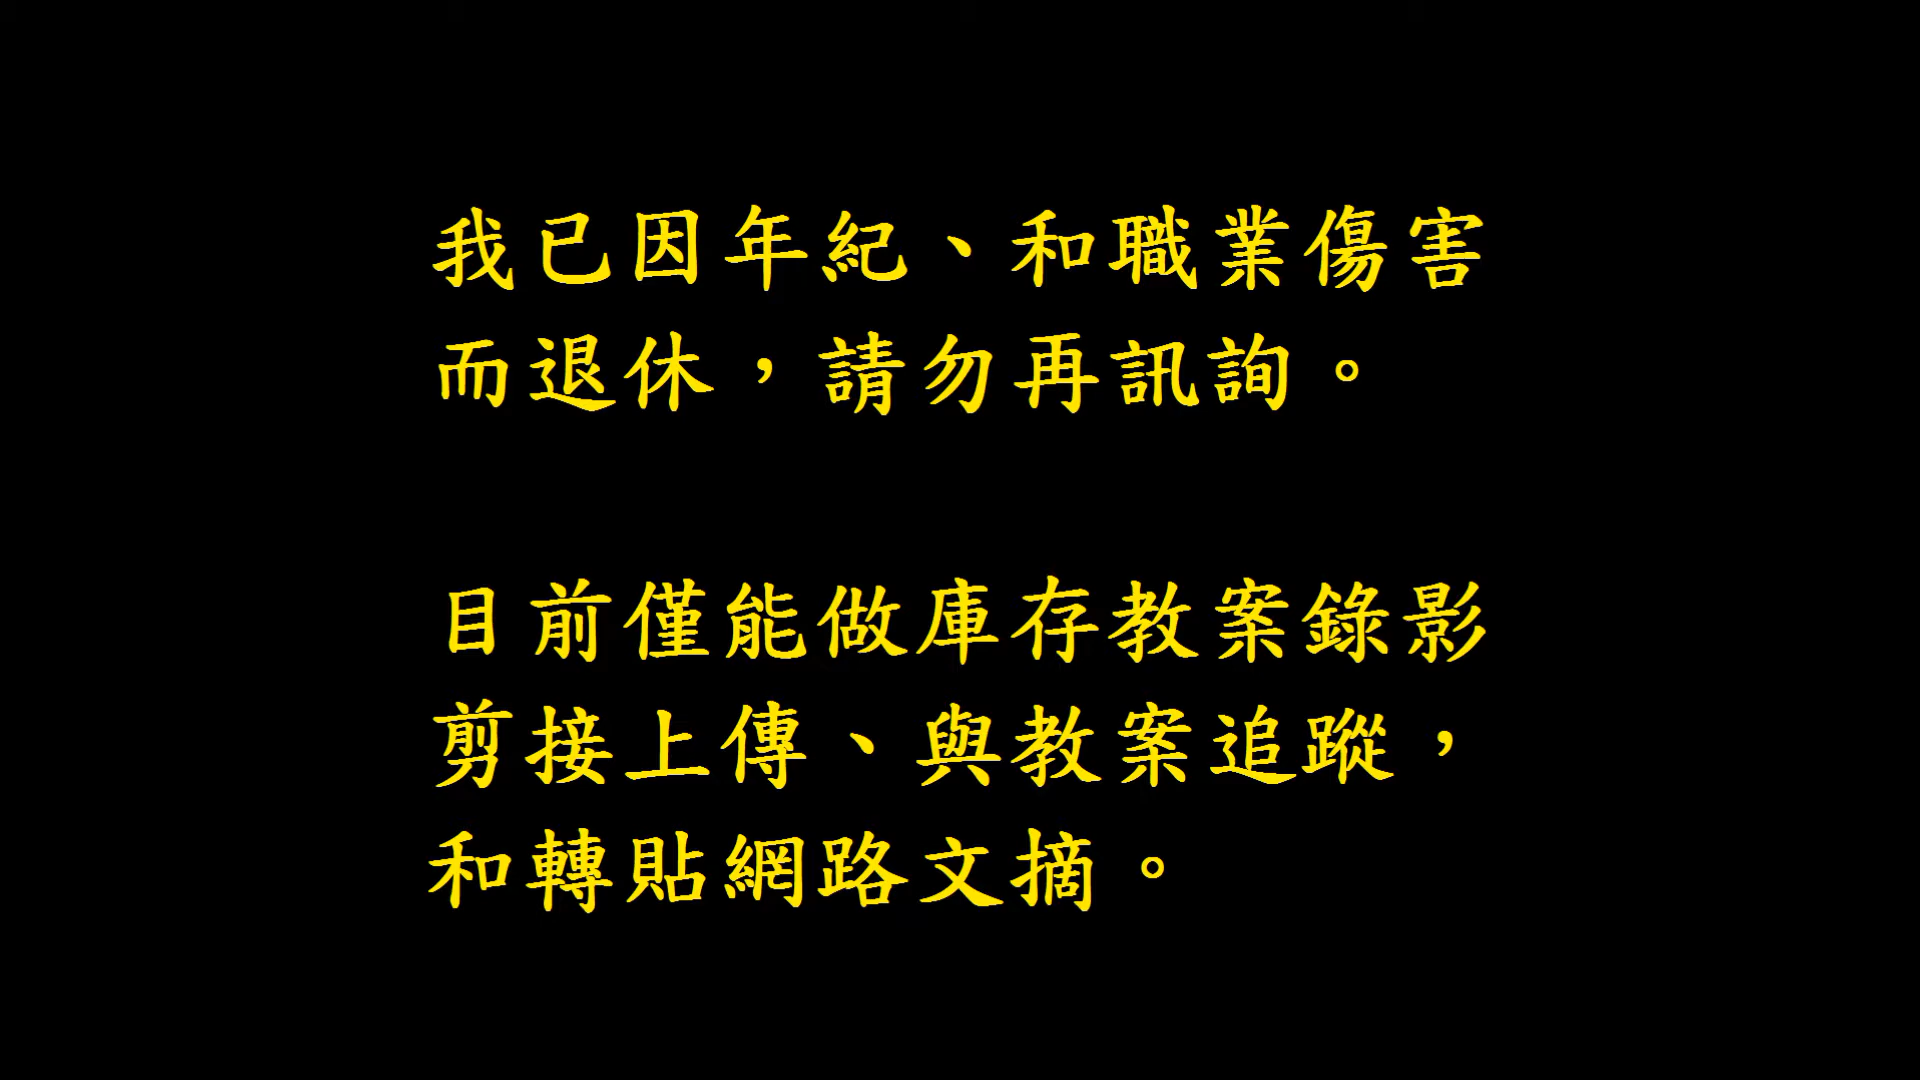 我已因年紀、和職業傷害
而退休，請勿再訊詢。
目前僅能做庫存教案錄影
剪接上傳、與教案追蹤，
和轉貼網路文摘。